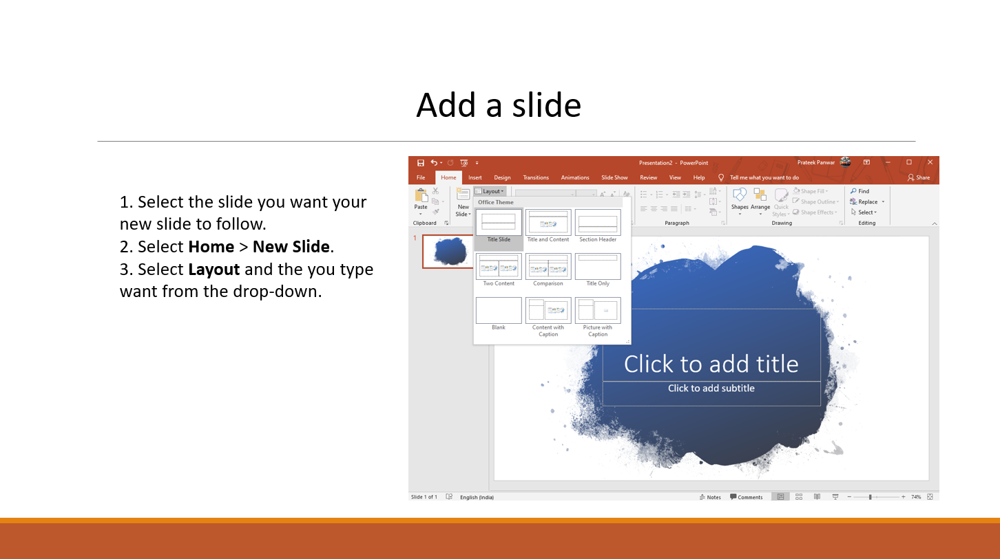 Add a slide
1. Select the slide you want your
new slide to follow.
2. Select Home > New Slide.
3. Select Layout and the you type
want from the drop-down.
Presentation2 - PowerPoint
Prateek Panwar
File Home Insert Design Transitions Animations Slide Show Review View Help Tell me what you want to do Share
Layout
Paste
New
Slide
Shapes Arrange Quick
Styles
Shape Fill
Shape Outline
Shape Effects
Find
Replace
Select
Clipboard
Paragraph
Drawing
Editing
Office Theme
Title Slide Title and Content Section Header
Two Content Comparison Title Only
Blank Content with
Caption Picture with
Caption
1
Click to add title
Click to add subtitle
Slide 1 of 1 English (India) Notes Comments 74%